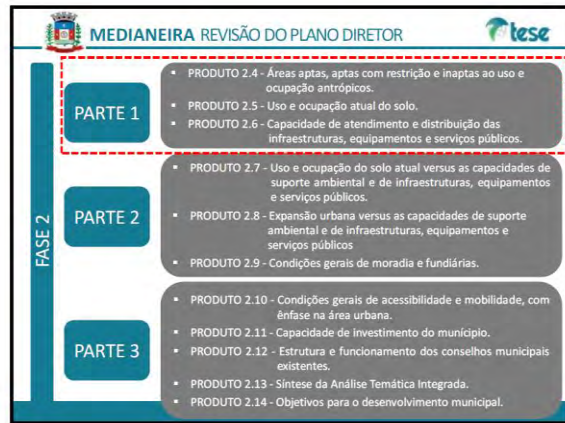 MEDIANEIRA REVISÃO DO PLANO DIRETOR
tese
FASE 2
PARTE 1
▪ PRODUTO 2.4 - Áreas aptas, aptas com restrição e inaptas ao uso e
ocupação antrópicos.
▪ PRODUTO 2.5 - Uso e ocupação atual do solo.
▪ PRODUTO 2.6 - Capacidade de atendimento e distribuição das
infraestruturas, equipamentos e serviços públicos.
PARTE 2
▪ PRODUTO 2.7 - Uso e ocupação do solo atual versus as capacidades de
suporte ambiental e de infraestruturas, equipamentos
e serviços públicos.
▪ PRODUTO 2.8 – Expansão urbana versus as capacidades de suporte
ambiental e de infraestruturas, equipamentos e
serviços públicos
▪ PRODUTO 2.9 - Condições gerais de moradia e fundiárias.
PARTE 3
▪ PRODUTO 2.10 - Condições gerais de acessibilidade e mobilidade, com
ênfase na área urbana.
▪ PRODUTO 2.11 - Capacidade de investimento do munícipio.
▪ PRODUTO 2.12 - Estrutura e funcionamento dos conselhos municipais
existentes.
▪ PRODUTO 2.13 - Síntese da Análise Temática Integrada.
▪ PRODUTO 2.14 - Objetivos para o desenvolvimento municipal.